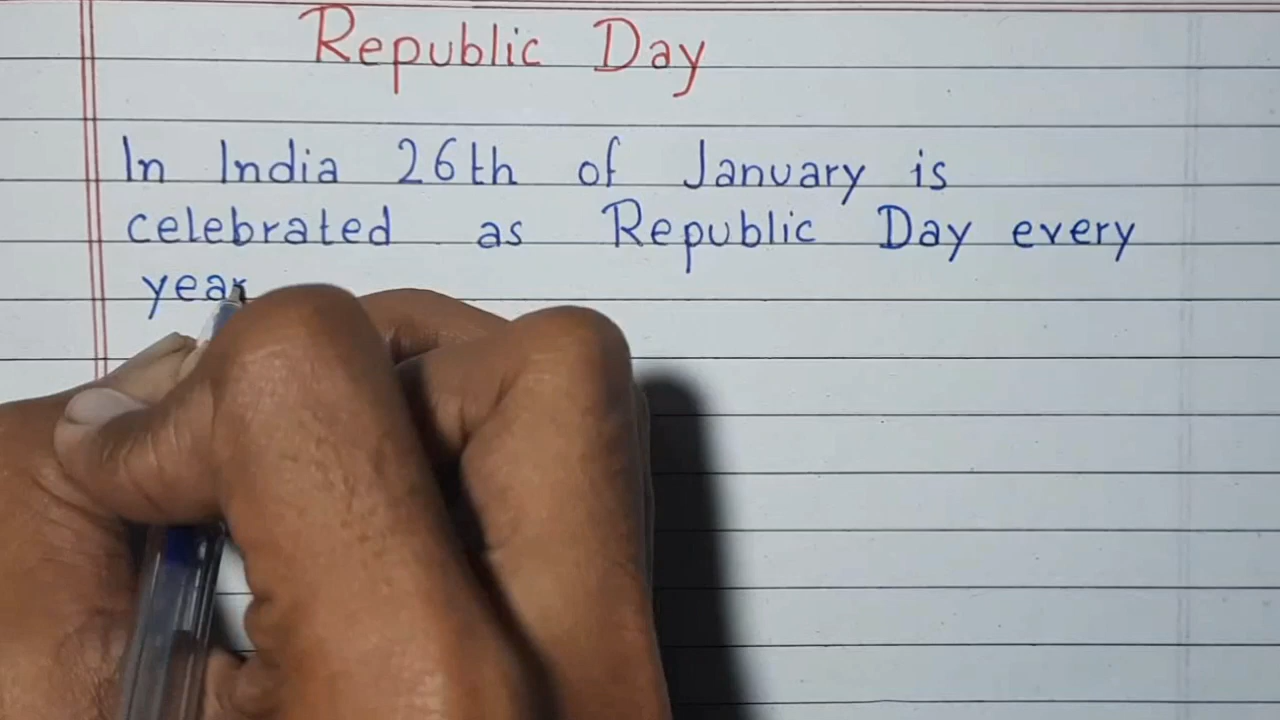 Republic Day
In India 26th of January is
celebrated as Republic Day every
year